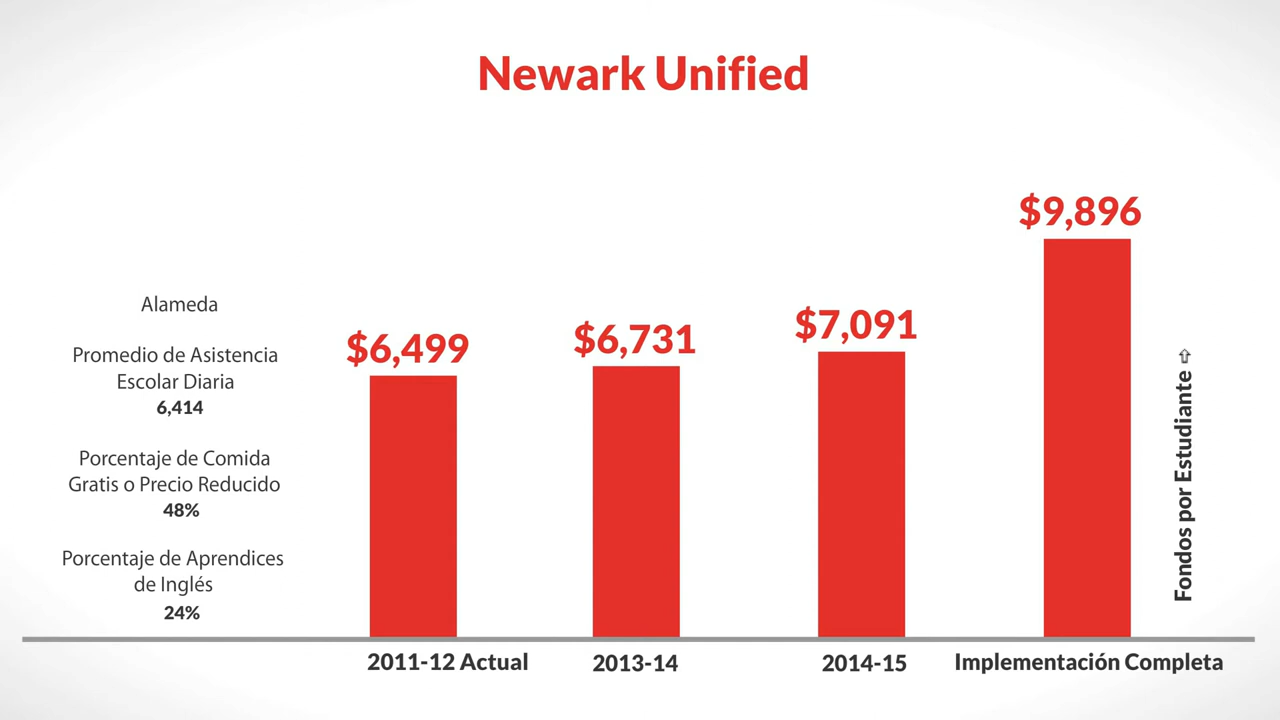 Newark Unified
Alameda
Promedio de Asistencia
Escolar Diaria
6,414
Porcentaje de Comida
Gratis o Precio Reducido
48%
Porcentaje de Aprendices
de Inglés
24%
$6,499
$6,731
$7,091
$9,896
2011-12 Actual
2013-14
2014-15
Implementación Completa
Fondos por Estudiante ⇨